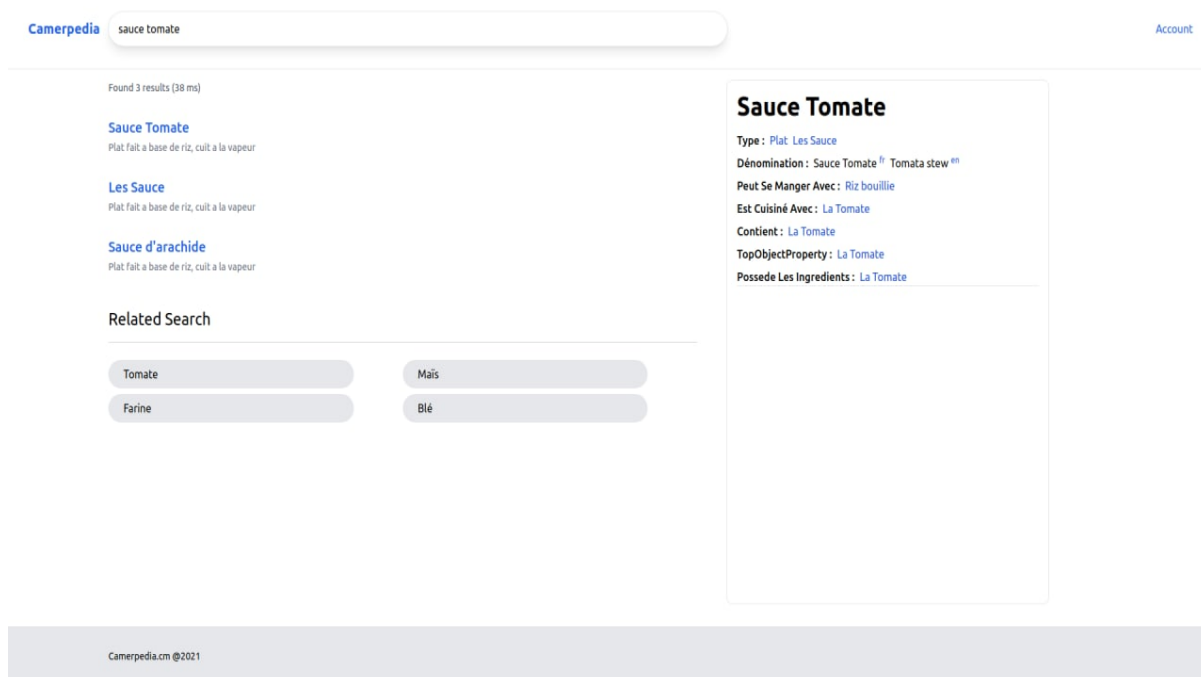 Camerpedia
sauce tomate
Account
Found 3 results (38 ms)
Sauce Tomate
Plat fait a base de riz, cuit a la vapeur
Les Sauce
Plat fait a base de riz, cuit a la vapeur
Sauce d'arachide
Plat fait a base de riz, cuit a la vapeur
Related Search
Tomate
Maïs
Farine
Blé
Sauce Tomate
Type : Plat Les Sauce
Dénomination : Sauce Tomate fr Tomata stew en
Peut Se Manger Avec : Riz bouillie
Est Cuisiné Avec : La Tomate
Contient : La Tomate
TopObjectProperty : La Tomate
Possede Les Ingredients : La Tomate
Camerpedia.cm @2021